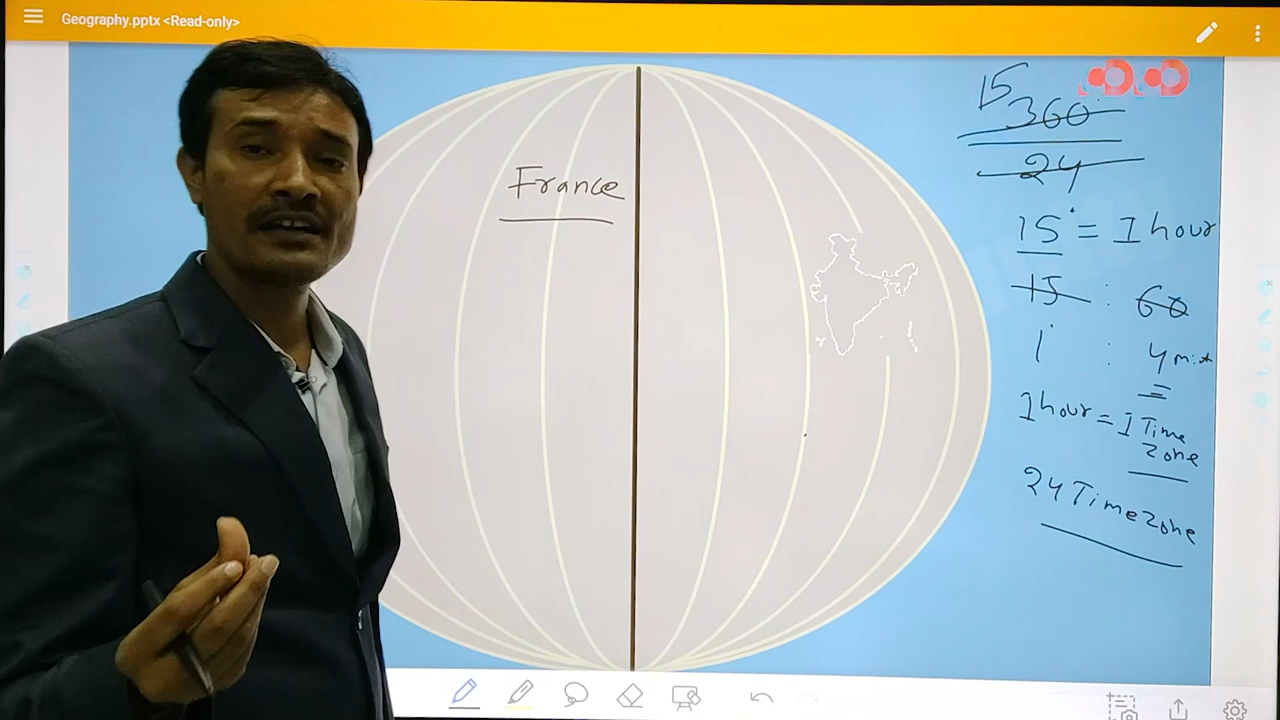 Geography.pptx <Read-only>
France
15
360
24
15° = 1 hour
15 : 60
1° : 4 min
1 hour = 1 Time
Zone
24 Time Zone